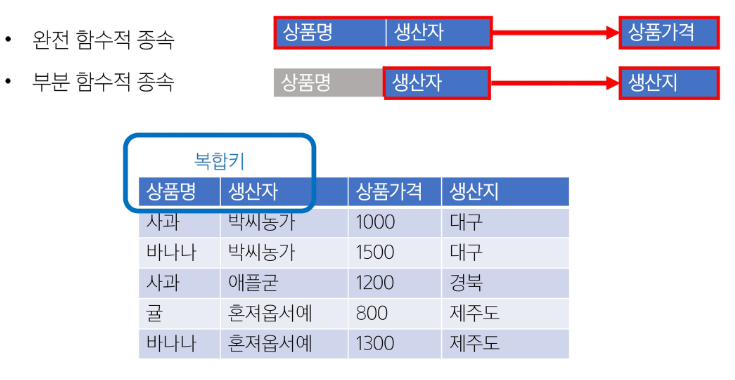 • 완전 함수적 종속 상품명 생산자 상품가격
• 부분 함수적 종속 상품명 생산자 생산지
복합키
상품명 생산자 상품가격 생산지
사과 박씨농가 1000 대구
바나나 박씨농가 1500 대구
사과 애플굳 1200 경북
귤 혼져옵서예 800 제주도
바나나 혼져옵서예 1300 제주도